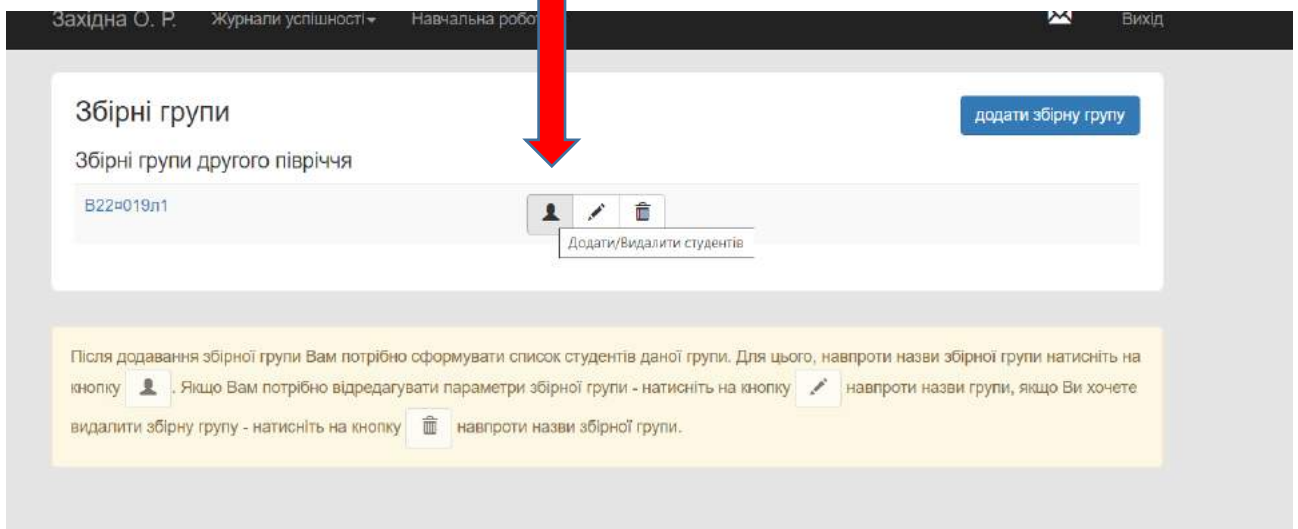 Західна О. Р. Журнали успішності Навчальна робо Вихід
Збірні групи
додати збірну групу
Збірні групи другого півріччя
В22¤019л1
Додати/Видалити студентів
Після додавання збірної групи Вам потрібно сформувати список студентів даної групи. Для цього, навпроти назви збірної групи натисніть на
кнопку . Якщо Вам потрібно відредагувати параметри збірної групи - натисніть на кнопку навпроти назви групи, якщо Ви хочете
видалити збірну групу - натисніть на кнопку навпроти назви збірної групи.